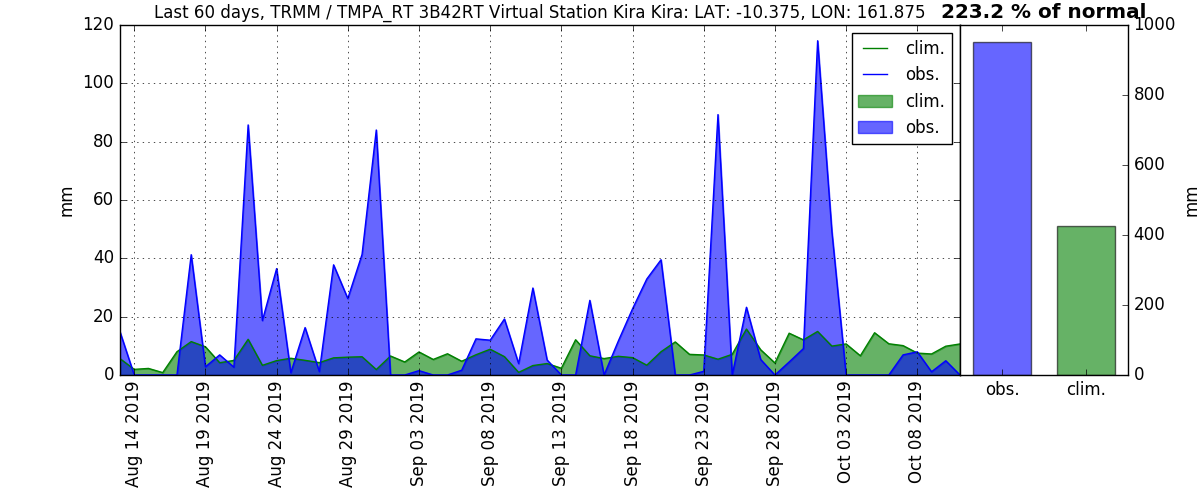 Last 60 days, TRMM / TMPA_RT 3B42RT Virtual Station Kira Kira: LAT: -10.375, LON: 161.875 223.2 % of normal
120
100
80
60
40
20
0
mm
clim.
obs.
clim.
obs.
1000
800
600
400
200
0
mm
Aug 14 2019
Aug 19 2019
Aug 24 2019
Aug 29 2019
Sep 03 2019
Sep 08 2019
Sep 13 2019
Sep 18 2019
Sep 23 2019
Sep 28 2019
Oct 03 2019
Oct 08 2019
obs.
clim.